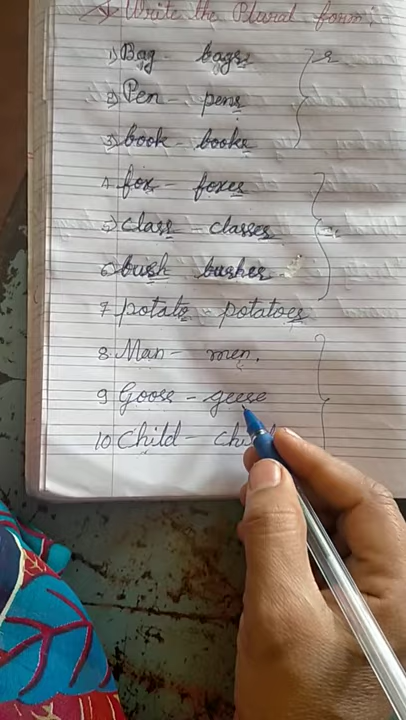 Write the Plural form:
1) Bag - bags
2) Pen - pens
3) book - books
4 fox - foxes
5 class - classes
6 bush bushes
7 potato - potatoes
8. Man - men.
9 Goose - geese
10 Child -